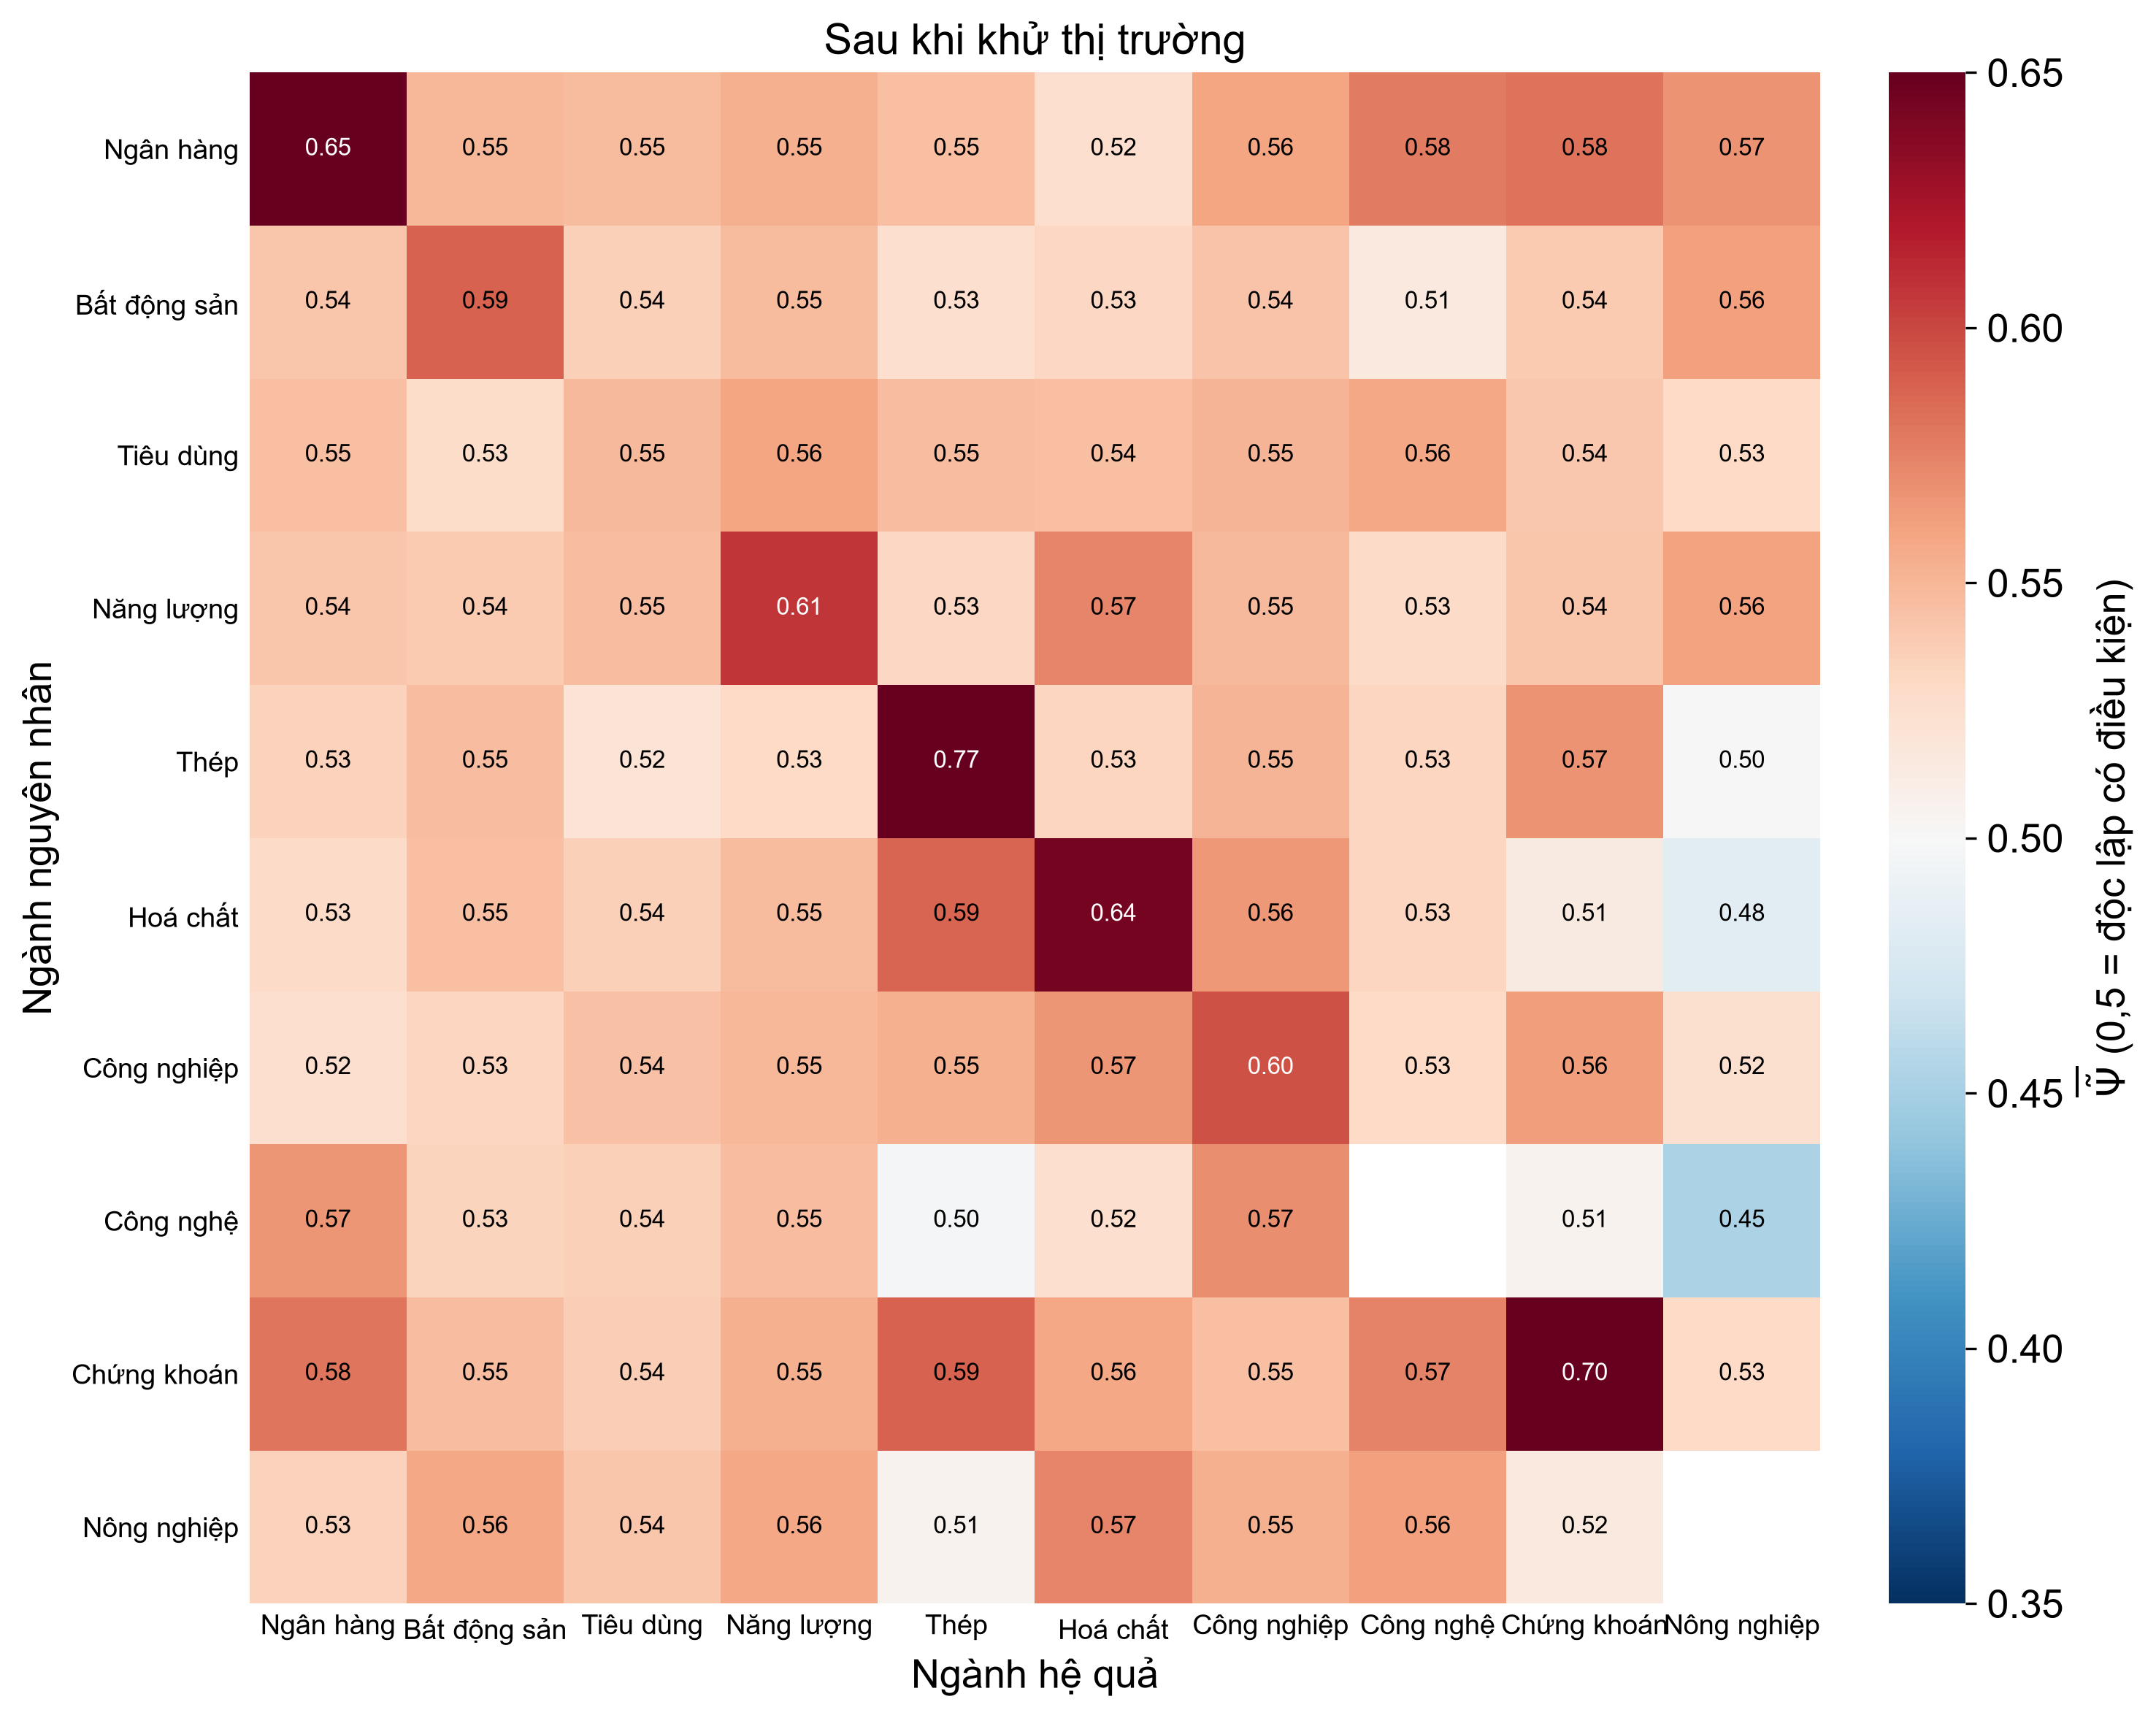 Sau khi khử thị trường
Ngành nguyên nhân
Ngân hàng 0.65 0.55 0.55 0.55 0.55 0.52 0.56 0.58 0.58 0.57
Bất động sản 0.54 0.59 0.54 0.55 0.53 0.53 0.54 0.51 0.54 0.56
Tiêu dùng 0.55 0.53 0.55 0.56 0.55 0.54 0.55 0.56 0.54 0.53
Năng lượng 0.54 0.54 0.55 0.61 0.53 0.57 0.55 0.53 0.54 0.56
Thép 0.53 0.55 0.52 0.53 0.77 0.53 0.55 0.53 0.57 0.50
Hoá chất 0.53 0.55 0.54 0.55 0.59 0.64 0.56 0.53 0.51 0.48
Công nghiệp 0.52 0.53 0.54 0.55 0.55 0.57 0.60 0.53 0.56 0.52
Công nghệ 0.57 0.53 0.54 0.55 0.50 0.52 0.57 0.51 0.45
Chứng khoán 0.58 0.55 0.54 0.55 0.59 0.56 0.55 0.57 0.70 0.53
Nông nghiệp 0.53 0.56 0.54 0.56 0.51 0.57 0.55 0.56 0.52
Ngân hàng Bất động sản Tiêu dùng Năng lượng Thép Hoá chất Công nghiệp Công nghệ Chứng khoán Nông nghiệp
Ngành hệ quả
0.65
0.60
0.55
0.50
0.45
0.40
0.35
Ψ̃̅ (0,5 = độc lập có điều kiện)